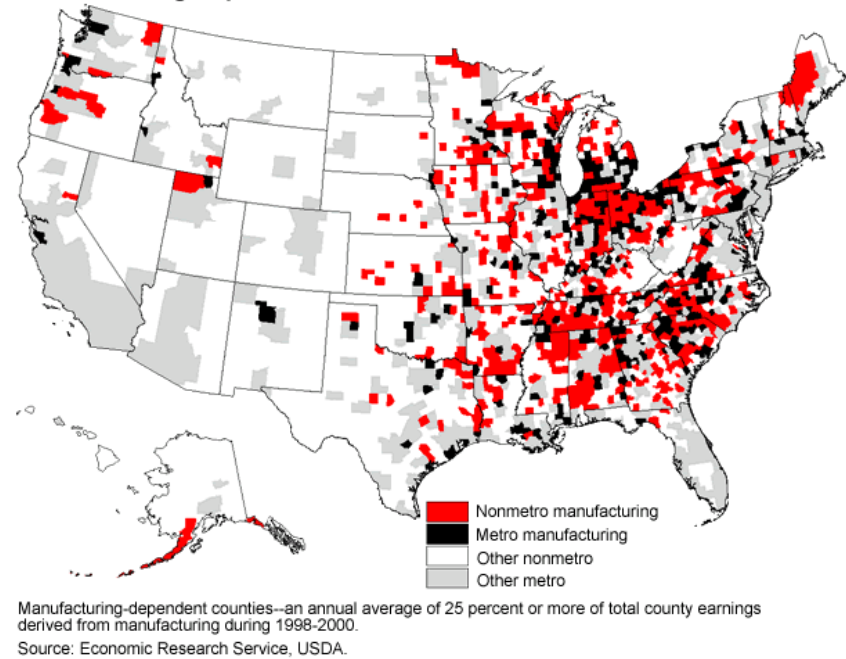 Nonmetro manufacturing
Metro manufacturing
Other nonmetro
Other metro
Manufacturing-dependent counties--an annual average of 25 percent or more of total county earnings
derived from manufacturing during 1998-2000.
Source: Economic Research Service, USDA.